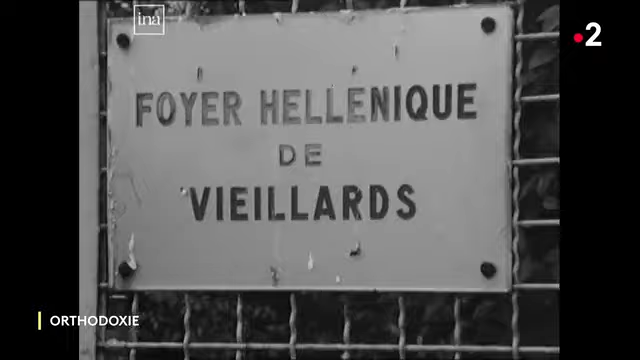 ina
2
FOYER HELLENIQUE
DE
VIEILLARDS
ORTHODOXIE